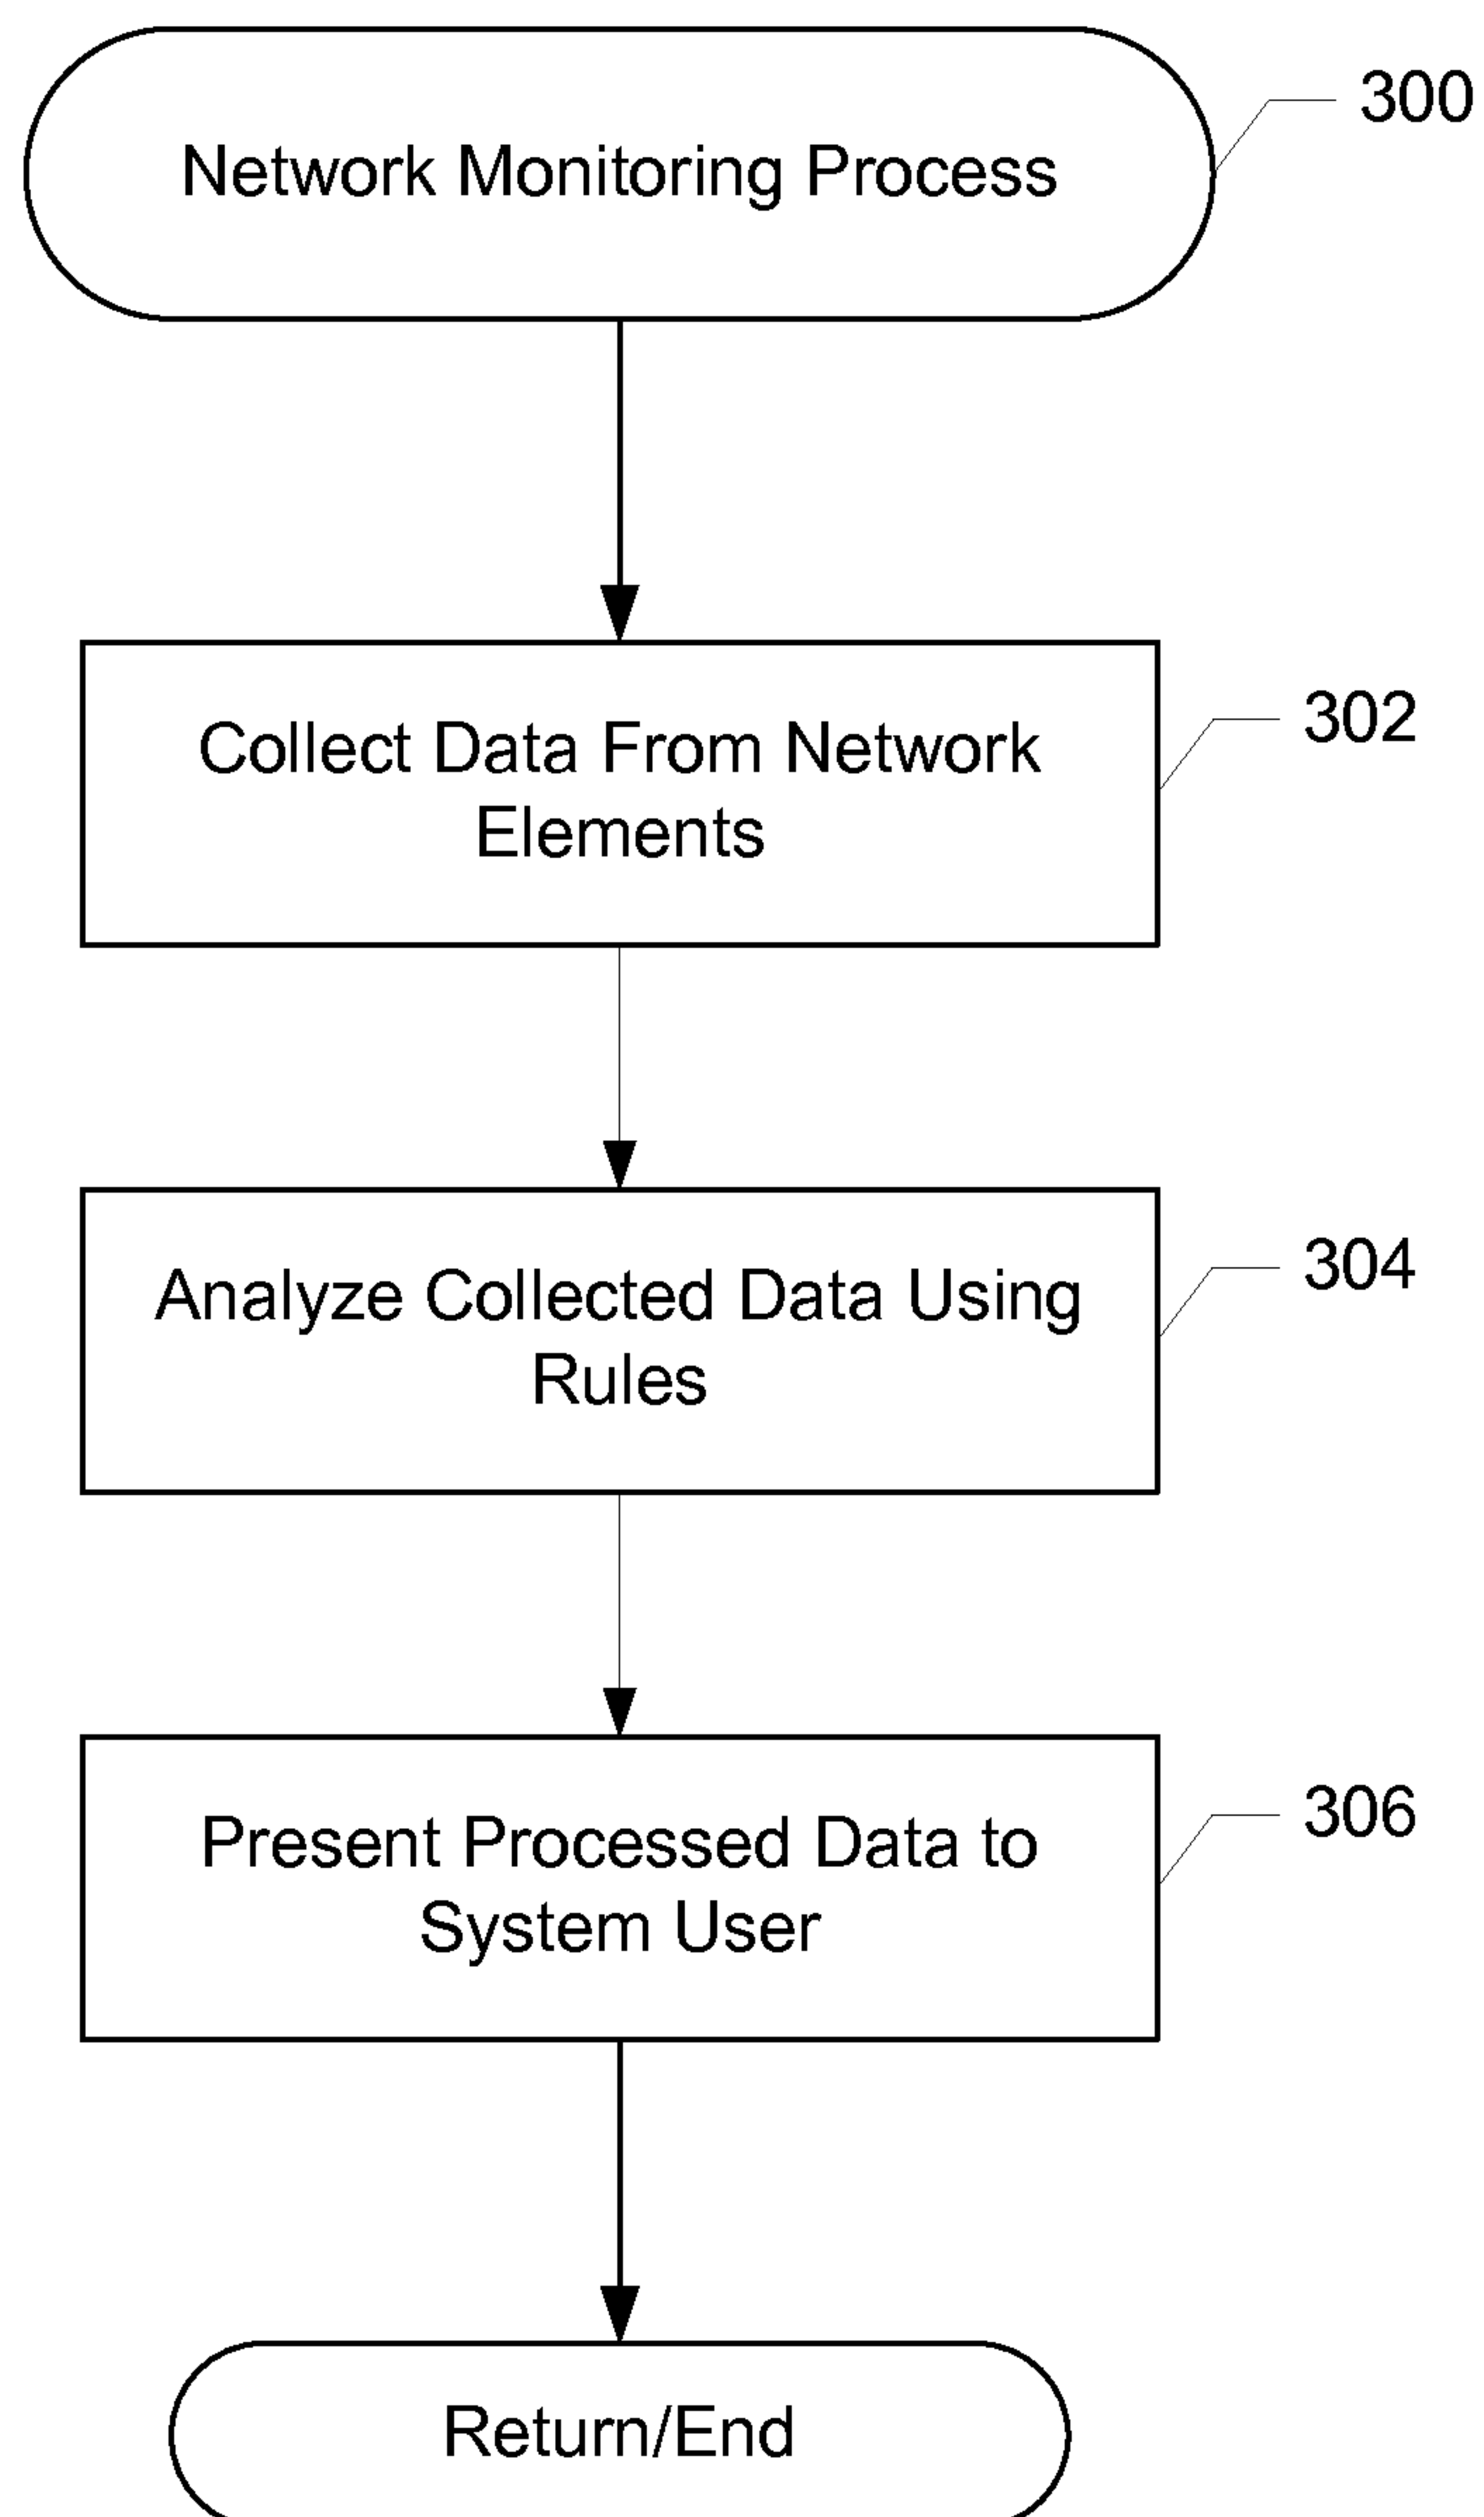 300
Network Monitoring Process
302
Collect Data From Network
Elements
304
Analyze Collected Data Using
Rules
306
Present Processed Data to
System User
Return/End